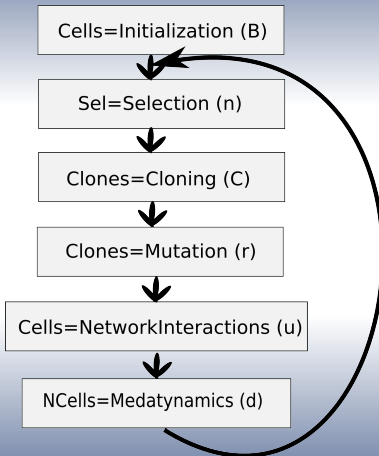 Cells=Initialization (B)
Sel=Selection (n)
Clones=Cloning (C)
Clones=Mutation (r)
Cells=NetworkInteractions (u)
NCells=Medatynamics (d)